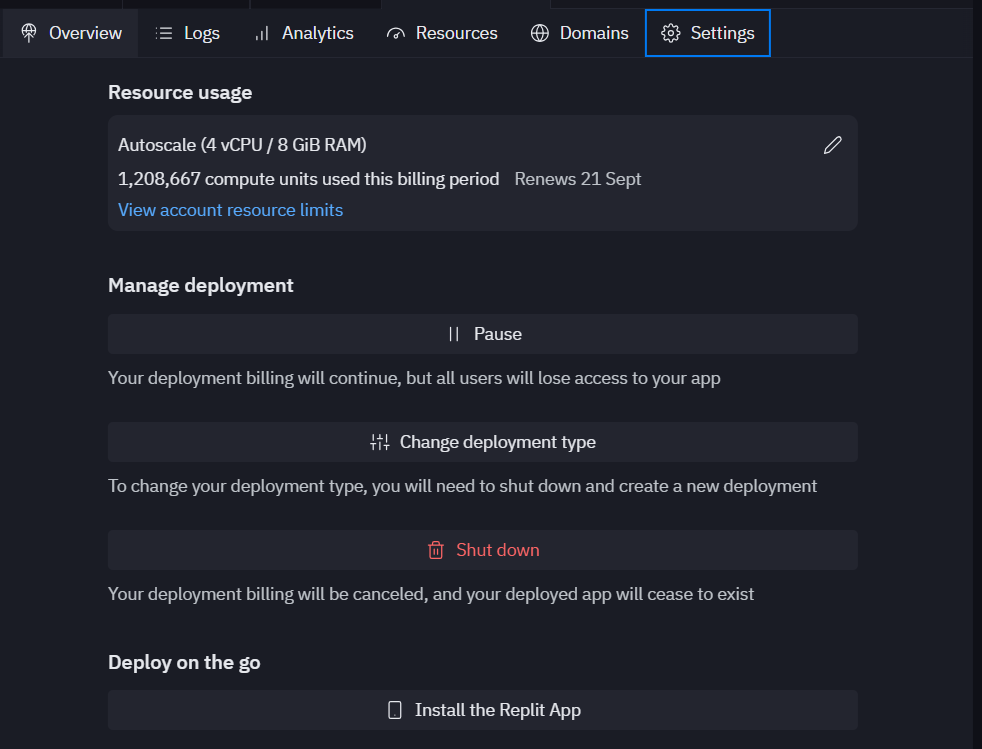 Overview
Logs
Analytics
Resources
Domains
Settings
Resource usage
Autoscale (4 vCPU / 8 GiB RAM)
1,208,667 compute units used this billing period Renews 21 Sept
View account resource limits
Manage deployment
Pause
Your deployment billing will continue, but all users will lose access to your app
Change deployment type
To change your deployment type, you will need to shut down and create a new deployment
Shut down
Your deployment billing will be canceled, and your deployed app will cease to exist
Deploy on the go
Install the Replit App